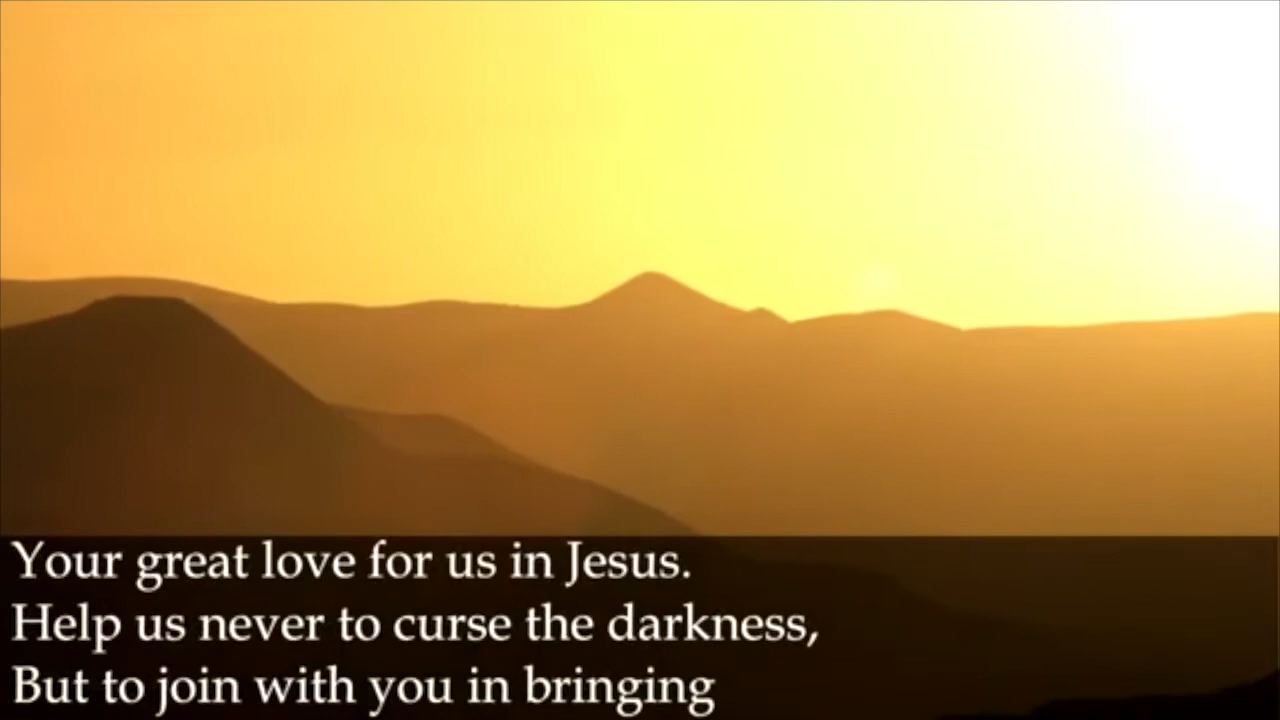 Your great love for us in Jesus.
Help us never to curse the darkness,
But to join with you in bringing